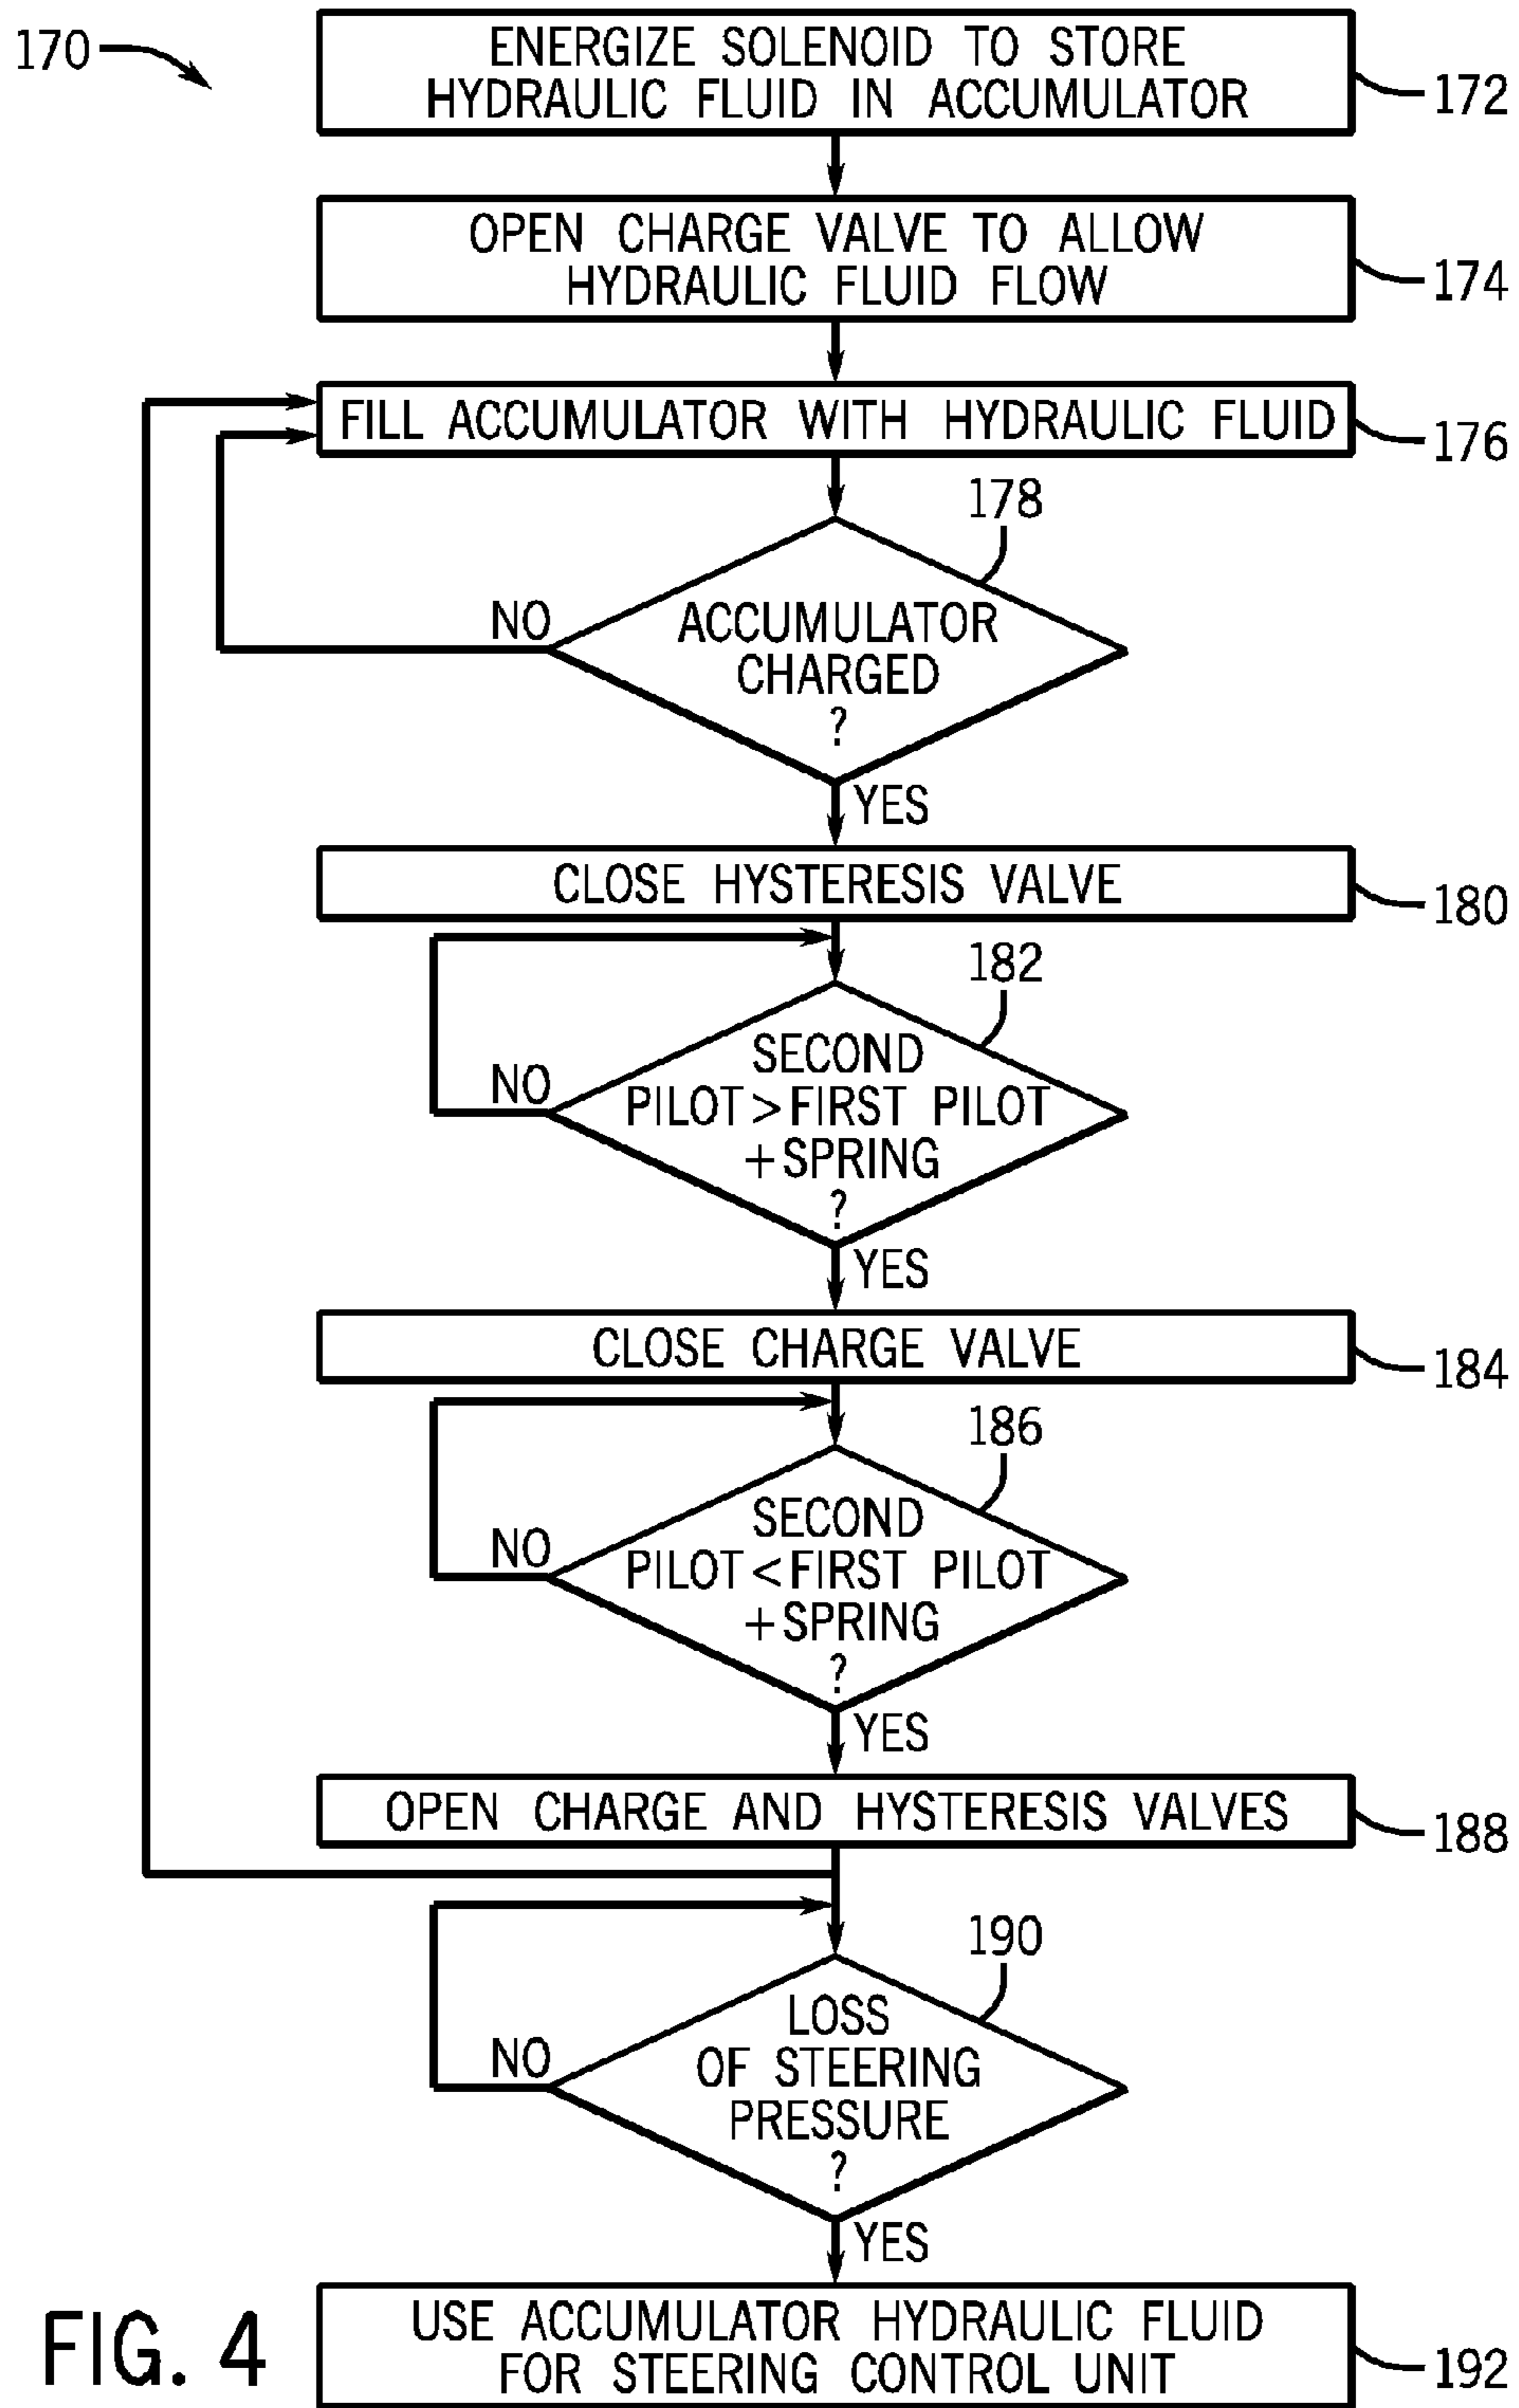 170
ENERGIZE SOLENOID TO STORE
HYDRAULIC FLUID IN ACCUMULATOR
172
OPEN CHARGE VALVE TO ALLOW
HYDRAULIC FLUID FLOW
174
FILL ACCUMULATOR WITH HYDRAULIC FLUID
176
178
NO
ACCUMULATOR
CHARGED
?
YES
CLOSE HYSTERESIS VALVE
180
182
NO
SECOND
PILOT > FIRST PILOT
+ SPRING
?
YES
CLOSE CHARGE VALVE
184
186
NO
SECOND
PILOT < FIRST PILOT
+ SPRING
?
YES
OPEN CHARGE AND HYSTERESIS VALVES
188
190
NO
LOSS
OF STEERING
PRESSURE
?
YES
USE ACCUMULATOR HYDRAULIC FLUID
FOR STEERING CONTROL UNIT
192
FIG. 4